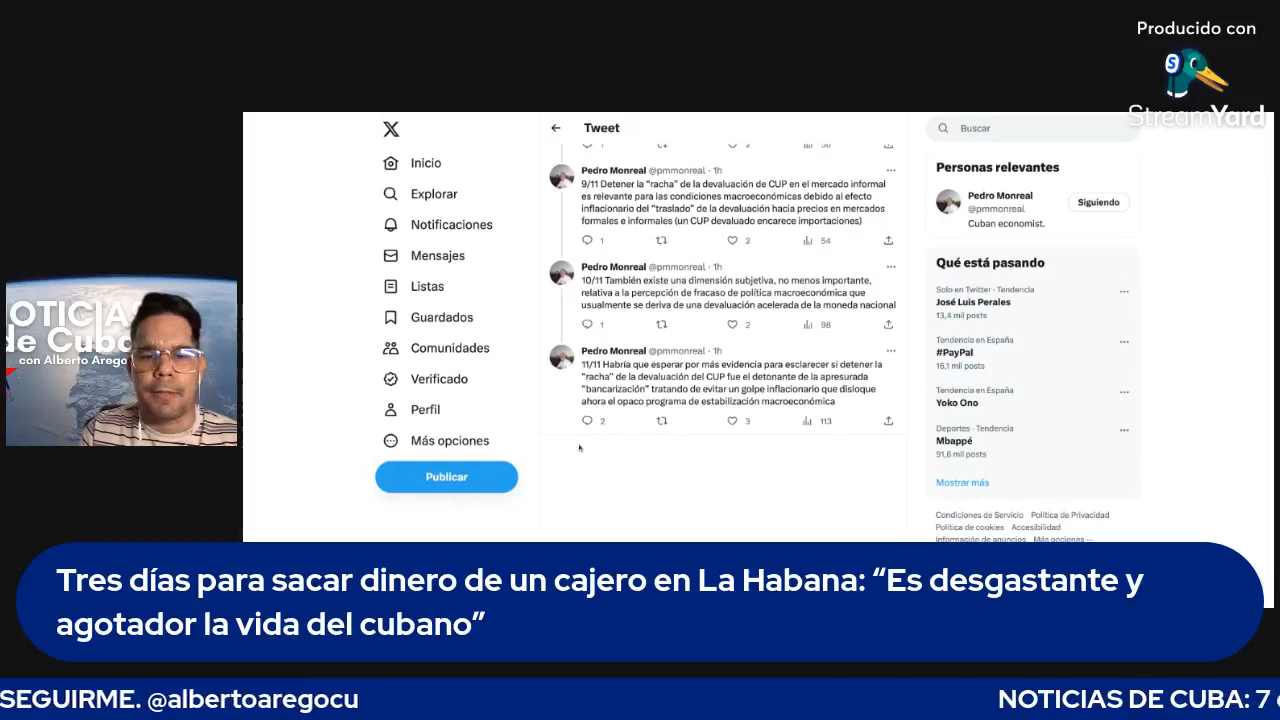 Producido con
StreamYard
Inicio
Explorar
Notificaciones
Mensajes
Listas
Guardados
Comunidades
Verificado
Perfil
Más opciones
Publicar
Tweet
Pedro Monreal @pmmonreal · 1h
9/11 Detener la "racha" de la devaluación de CUP en el mercado informal
es relevante para las condiciones macroeconómicas debido al efecto
inflacionario del "traslado" de la devaluación hacia precios en mercados
formales e informales (un CUP devaluado encarece importaciones)
1 2 54
Pedro Monreal @pmmonreal · 1h
10/11 También existe una dimensión subjetiva, no menos importante,
relativa a la percepción de fracaso de política macroeconómica que
usualmente se deriva de una devaluación acelerada de la moneda nacional
1 2 98
Pedro Monreal @pmmonreal · 1h
11/11 Habría que esperar por más evidencia para esclarecer si detener la
"racha" de la devaluación del CUP fue el detonante de la apresurada
"bancarización" tratando de evitar un golpe inflacionario que disloque
ahora el opaco programa de estabilización macroeconómica
2 3 113
Buscar
Personas relevantes
Pedro Monreal
@pmmonreal
Siguiendo
Cuban economist.
Qué está pasando
Solo en Twitter · Tendencia
José Luis Perales
13,4 mil posts
Tendencia en España
#PayPal
16,1 mil posts
Tendencia en España
Yoko Ono
Deportes · Tendencia
Mbappé
91,6 mil posts
Mostrar más
Condiciones de Servicio Política de Privacidad
Política de cookies Accesibilidad
Información de anuncios Más opciones
OTICI
de Cuba
con Alberto Arego
Tres días para sacar dinero de un cajero en La Habana: “Es desgastante y
agotador la vida del cubano”
SEGUIRME. @albertoaregocu
NOTICIAS DE CUBA: 7